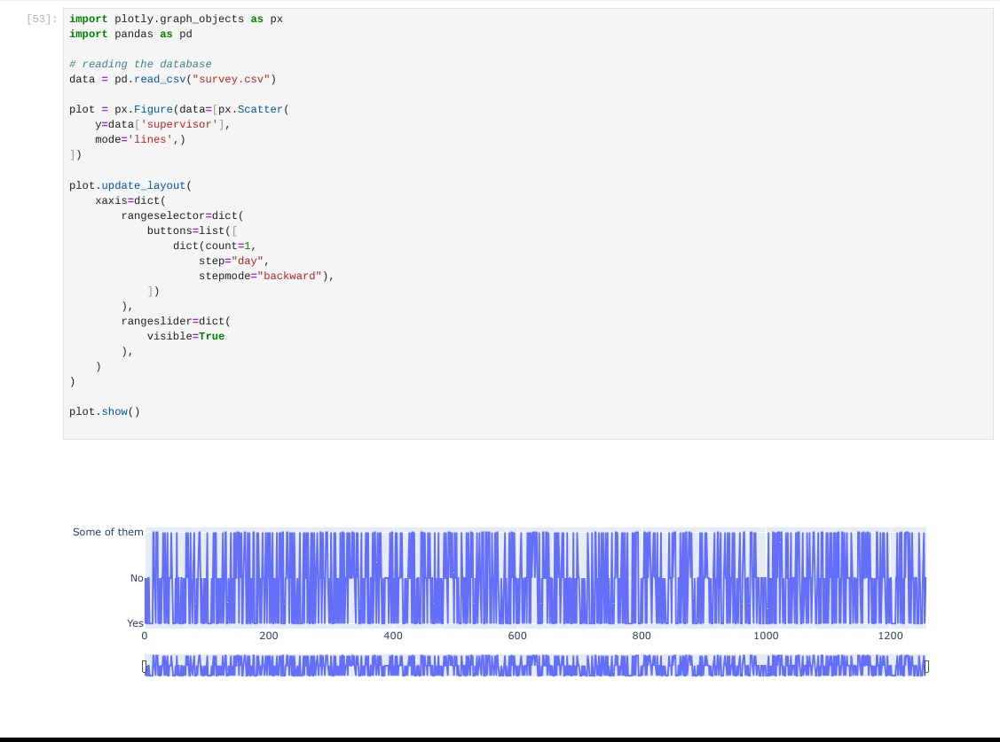 [53]:
import plotly.graph_objects as px
import pandas as pd
# reading the database
data = pd.read_csv("survey.csv")
plot = px.Figure(data=[px.Scatter(
    y=data['supervisor'],
    mode='lines',)
])
plot.update_layout(
    xaxis=dict(
        rangeselector=dict(
            buttons=list([
                dict(count=1,
                    step="day",
                    stepmode="backward"),
            ])
        ),
        rangeslider=dict(
            visible=True
        ),
    )
)
plot.show()
Some of them
No
Yes
0 200 400 600 800 1000 1200